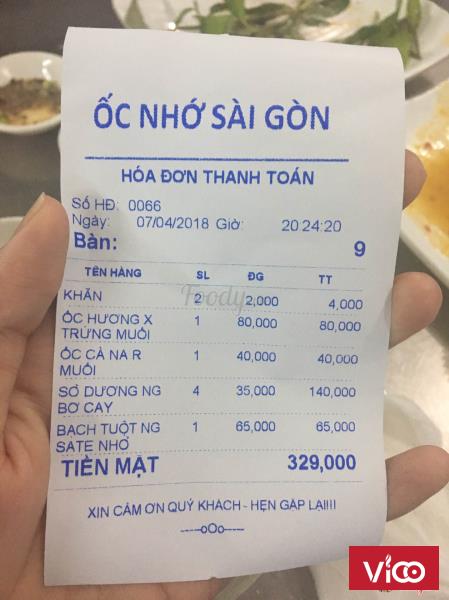 ỐC NHỚ SÀI GÒN
HÓA ĐƠN THANH TOÁN
Số HĐ: 0066
Ngày: 07/04/2018 Giờ: 20 24:20
Bàn: 9
TÊN HÀNG SL ĐG TT
KHĂN 2 2,000 4,000
ỐC HƯƠNG X
TRỨNG MUỐI 1 80,000 80,000
ỐC CÀ NA R
MUỐI 1 40,000 40,000
SÒ DƯƠNG NG
BƠ CAY 4 35,000 140,000
BẠCH TUỘT NG
SATE NHỎ 1 65,000 65,000
TIỀN MẶT 329,000
XIN CẢM ƠN QUÝ KHÁCH - HẸN GẶP LẠI!!!
-----oOo-----
Foody
ViCO